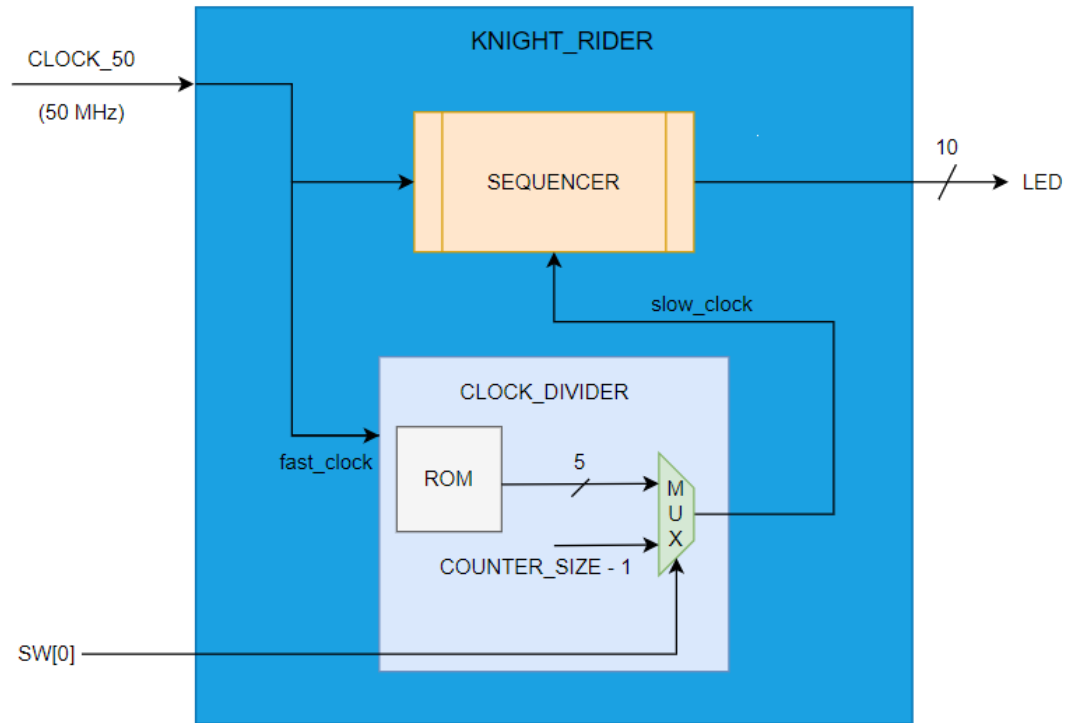 KNIGHT_RIDER
CLOCK_50
(50 MHz)
SEQUENCER
10
LED
slow_clock
CLOCK_DIVIDER
fast_clock
ROM
5
M
U
X
COUNTER_SIZE - 1
SW[0]